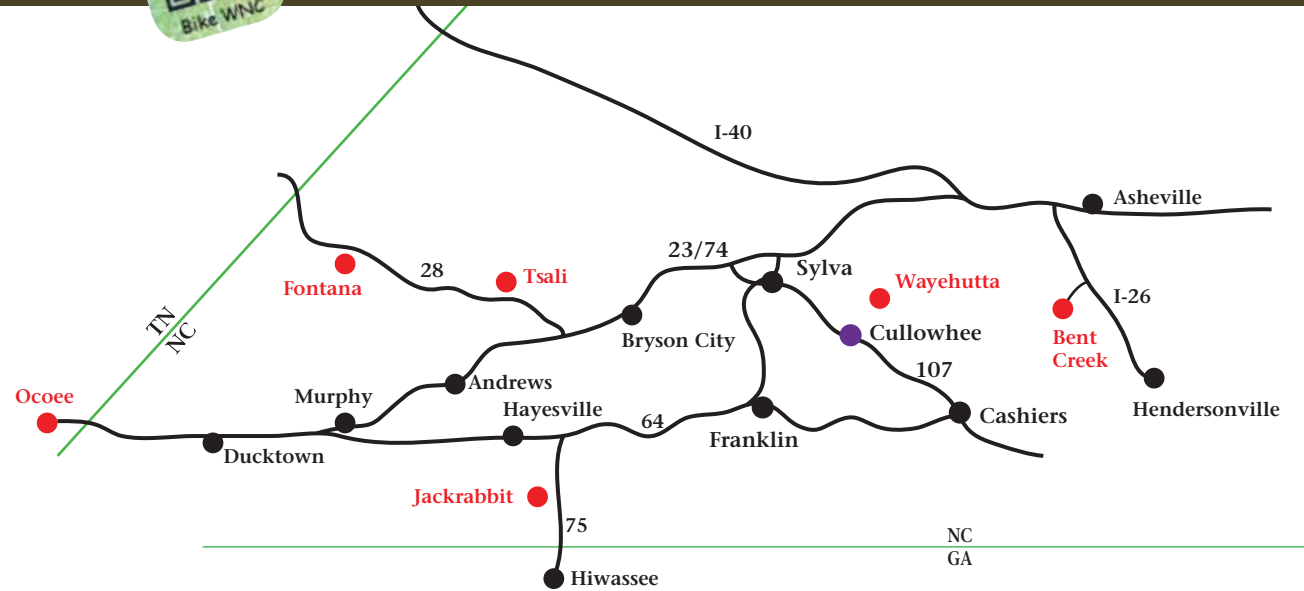 Bike WNC
I-40
Asheville
23/74
Sylva
28
Tsali
Wayehutta
Fontana
I-26
Bryson City
Cullowhee
Bent
Creek
TN
NC
107
Andrews
Murphy
Hayesville
Ocoee
64
Cashiers
Hendersonville
Franklin
Ducktown
Jackrabbit
75
NC
GA
Hiwassee